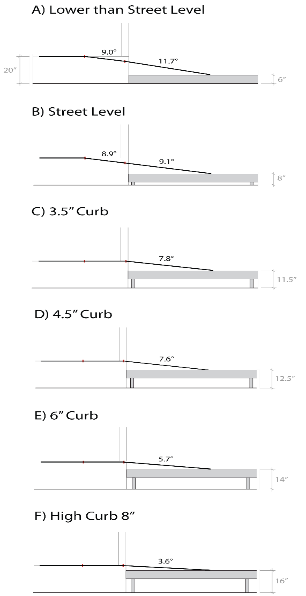 A) Lower than Street Level
9.0°
11.7°
20"
6"
B) Street Level
8.9°
9.1°
8"
C) 3.5" Curb
7.8°
11.5"
D) 4.5" Curb
7.6°
12.5"
E) 6" Curb
5.7°
14"
F) High Curb 8"
3.6°
16"